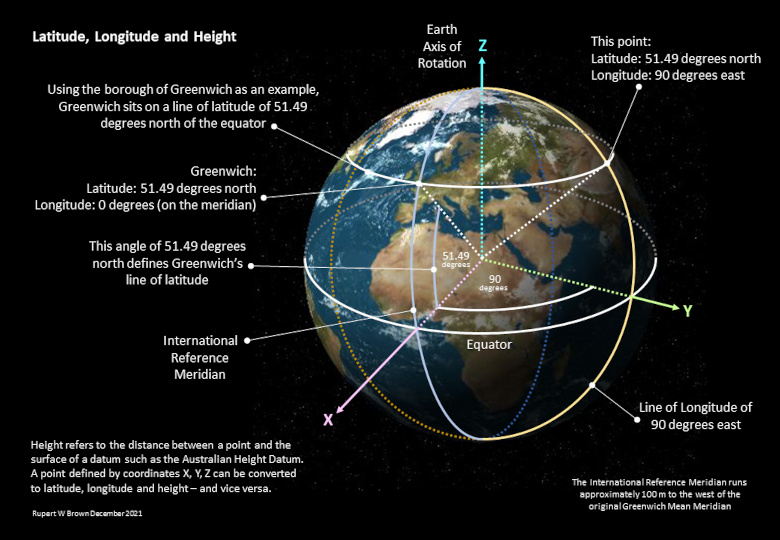 Latitude, Longitude and Height
Earth
Axis of
Rotation
Z
This point:
Latitude: 51.49 degrees north
Longitude: 90 degrees east
Using the borough of Greenwich as an example,
Greenwich sits on a line of latitude of 51.49
degrees north of the equator
Greenwich:
Latitude: 51.49 degrees north
Longitude: 0 degrees (on the meridian)
This angle of 51.49 degrees
north defines Greenwich's
line of latitude
51.49
degrees
90
degrees
Y
International
Reference
Meridian
Equator
X
Line of Longitude of
90 degrees east
Height refers to the distance between a point and the
surface of a datum such as the Australian Height Datum.
A point defined by coordinates X, Y, Z can be converted
to latitude, longitude and height – and vice versa.
Rupert W Brown December 2021
The International Reference Meridian runs
approximately 100 m to the west of the
original Greenwich Mean Meridian